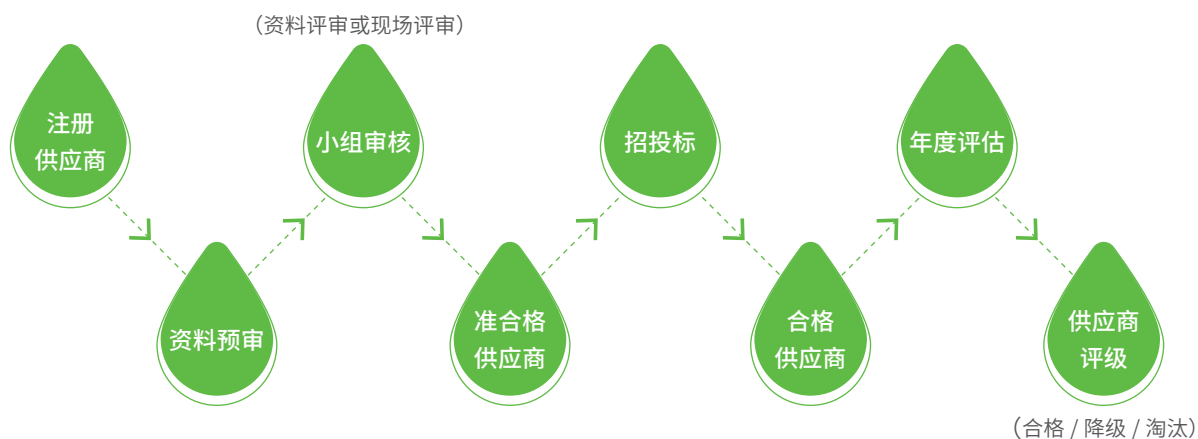 （资料评审或现场评审）
注册
供应商
资料预审
小组审核
准合格
供应商
招投标
合格
供应商
年度评估
供应商
评级
（合格 / 降级 / 淘汰）